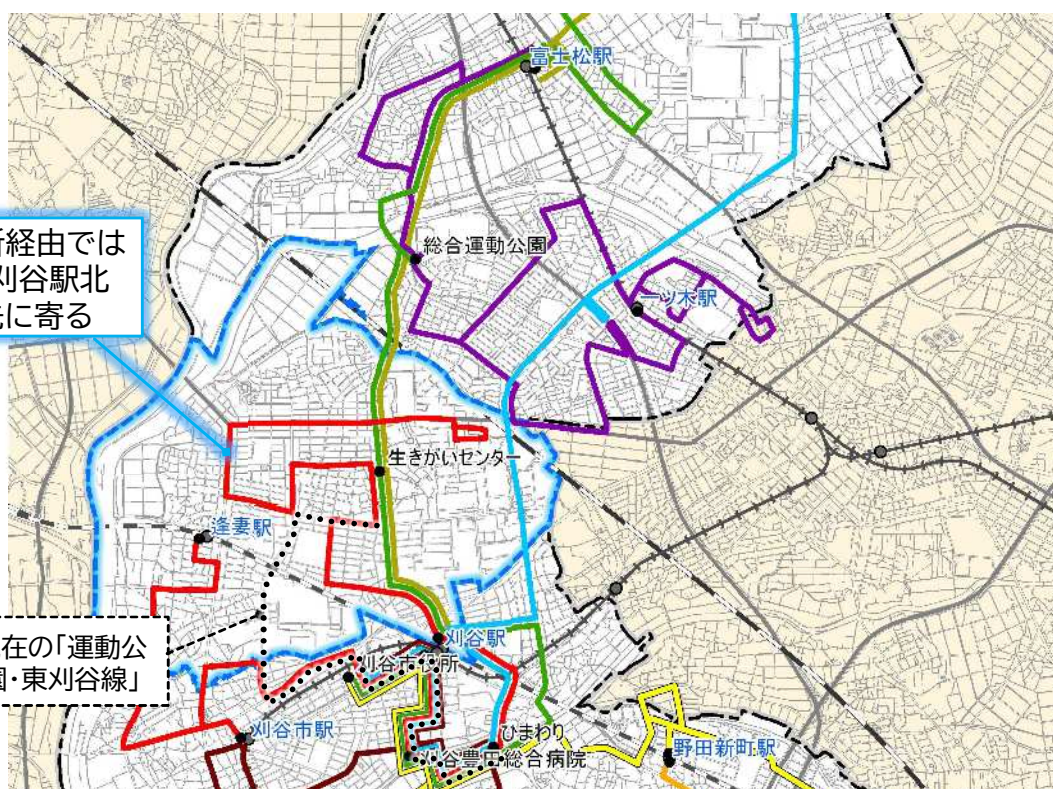 富士松駅
総合運動公園
経由では
刈谷駅北
に寄る
一ツ木駅
生きがいセンター
逢妻駅
在の「運動公
園・東刈谷線」
刈谷駅
刈谷市役所
刈谷市駅
ひまわり
刈谷豊田総合病院
野田新町駅